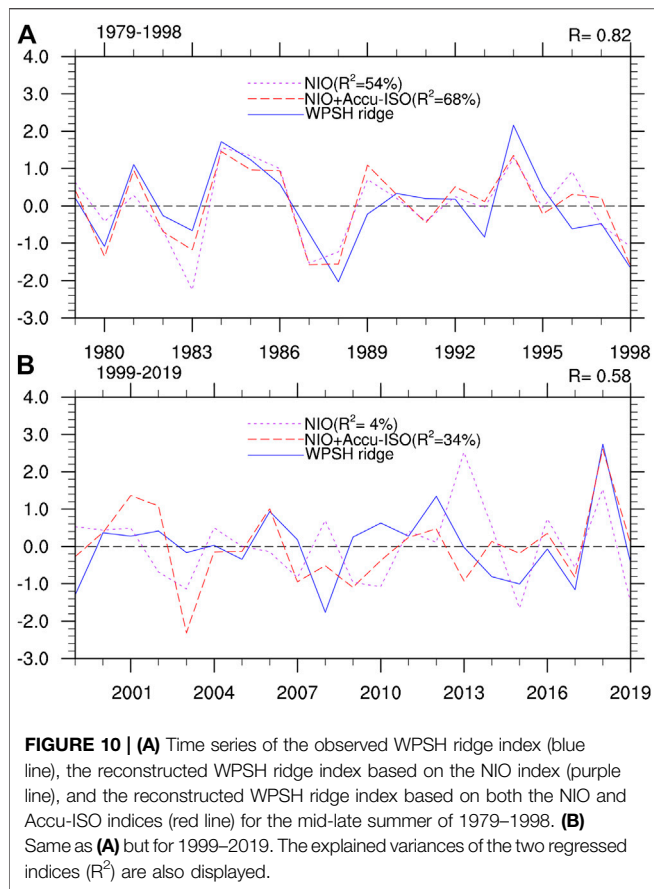 A
1979-1998
R= 0.82
4.0
3.0
2.0
1.0
0.0
-1.0
-2.0
-3.0
NIO(R²=54%)
NIO+Accu-ISO(R²=68%)
WPSH ridge
1980 1983 1986 1989 1992 1995 1998
B
1999-2019
R= 0.58
4.0
3.0
2.0
1.0
0.0
-1.0
-2.0
-3.0
NIO(R²= 4%)
NIO+Accu-ISO(R²=34%)
WPSH ridge
2001 2004 2007 2010 2013 2016 2019
FIGURE 10 | (A) Time series of the observed WPSH ridge index (blue
line), the reconstructed WPSH ridge index based on the NIO index (purple
line), and the reconstructed WPSH ridge index based on both the NIO and
Accu-ISO indices (red line) for the mid-late summer of 1979–1998. (B)
Same as (A) but for 1999–2019. The explained variances of the two regressed
indices (R²) are also displayed.